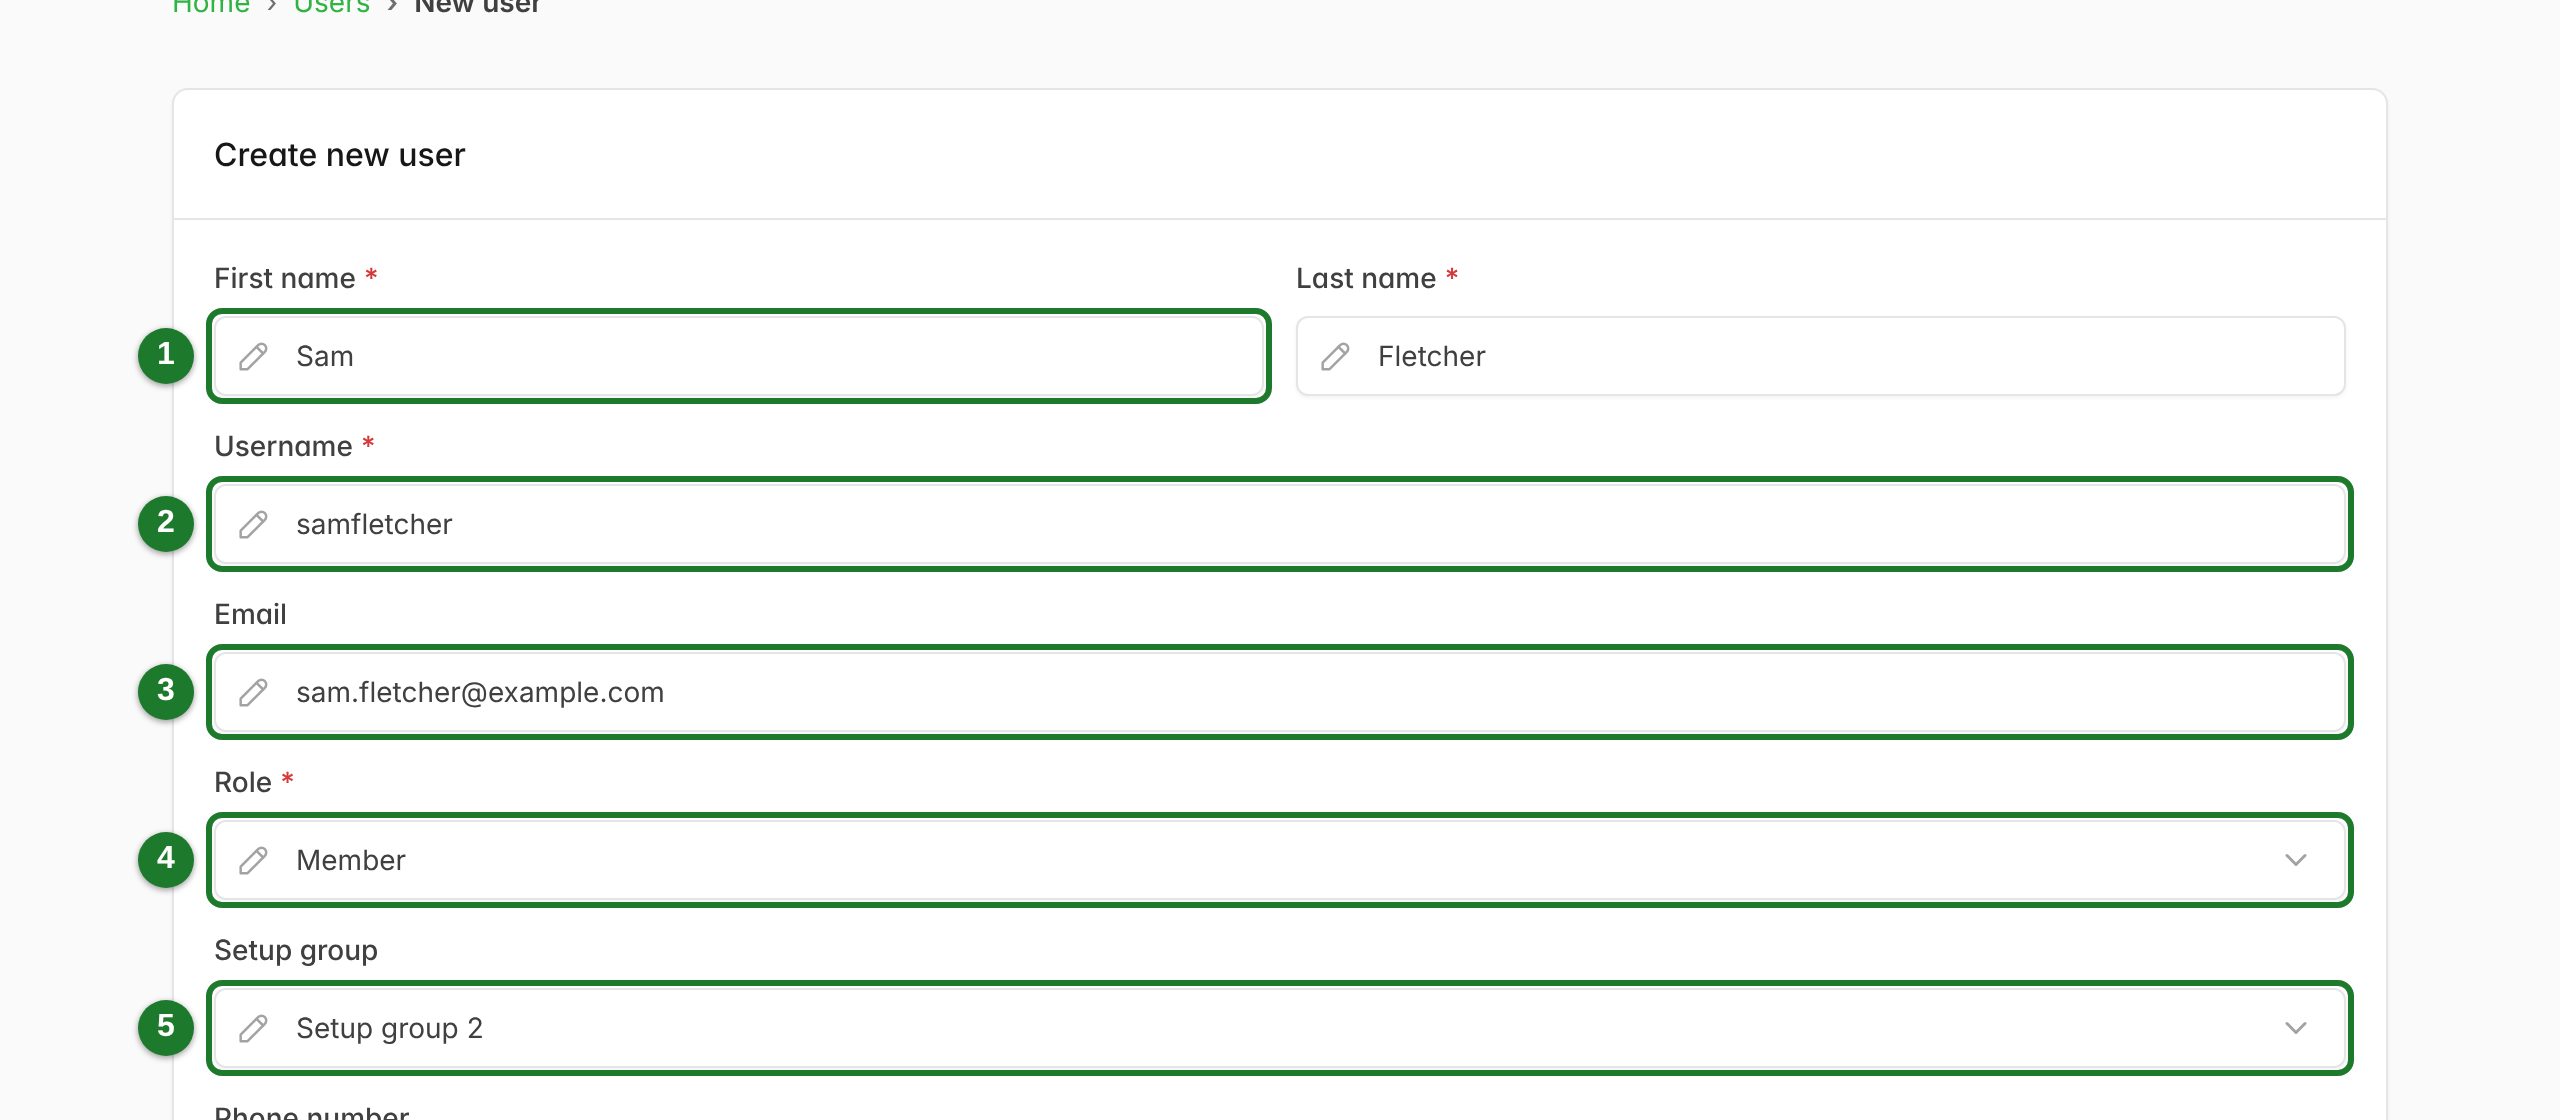 Home › Users › New user
Create new user
First name *
Last name *
1 Sam
Fletcher
Username *
2 samfletcher
Email
3 sam.fletcher@example.com
Role *
4 Member
Setup group
5 Setup group 2
Phone number